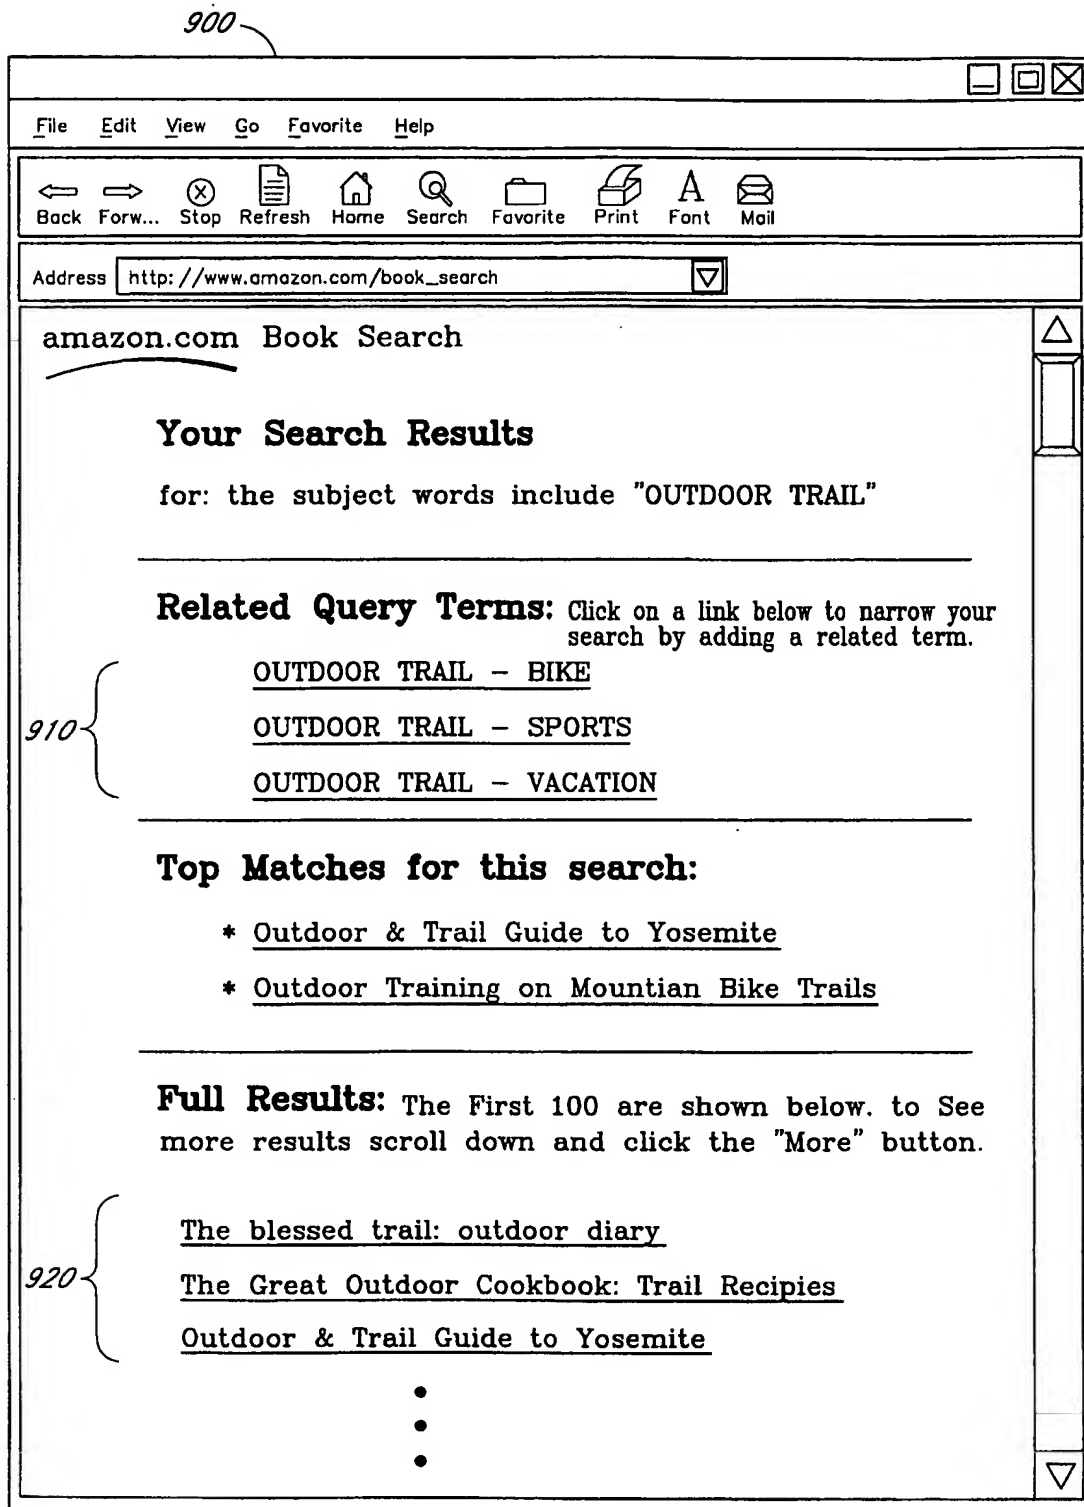 900
File Edit View Go Favorite Help
Back Forw... Stop Refresh Home Search Favorite Print Font Mail
Address http://www.amazon.com/book_search
amazon.com Book Search
Your Search Results
for: the subject words include "OUTDOOR TRAIL"
Related Query Terms: Click on a link below to narrow your
search by adding a related term.
910
OUTDOOR TRAIL – BIKE
OUTDOOR TRAIL – SPORTS
OUTDOOR TRAIL – VACATION
Top Matches for this search:
* Outdoor & Trail Guide to Yosemite
* Outdoor Training on Mountian Bike Trails
Full Results: The First 100 are shown below. to See
more results scroll down and click the "More" button.
920
The blessed trail: outdoor diary
The Great Outdoor Cookbook: Trail Recipies
Outdoor & Trail Guide to Yosemite